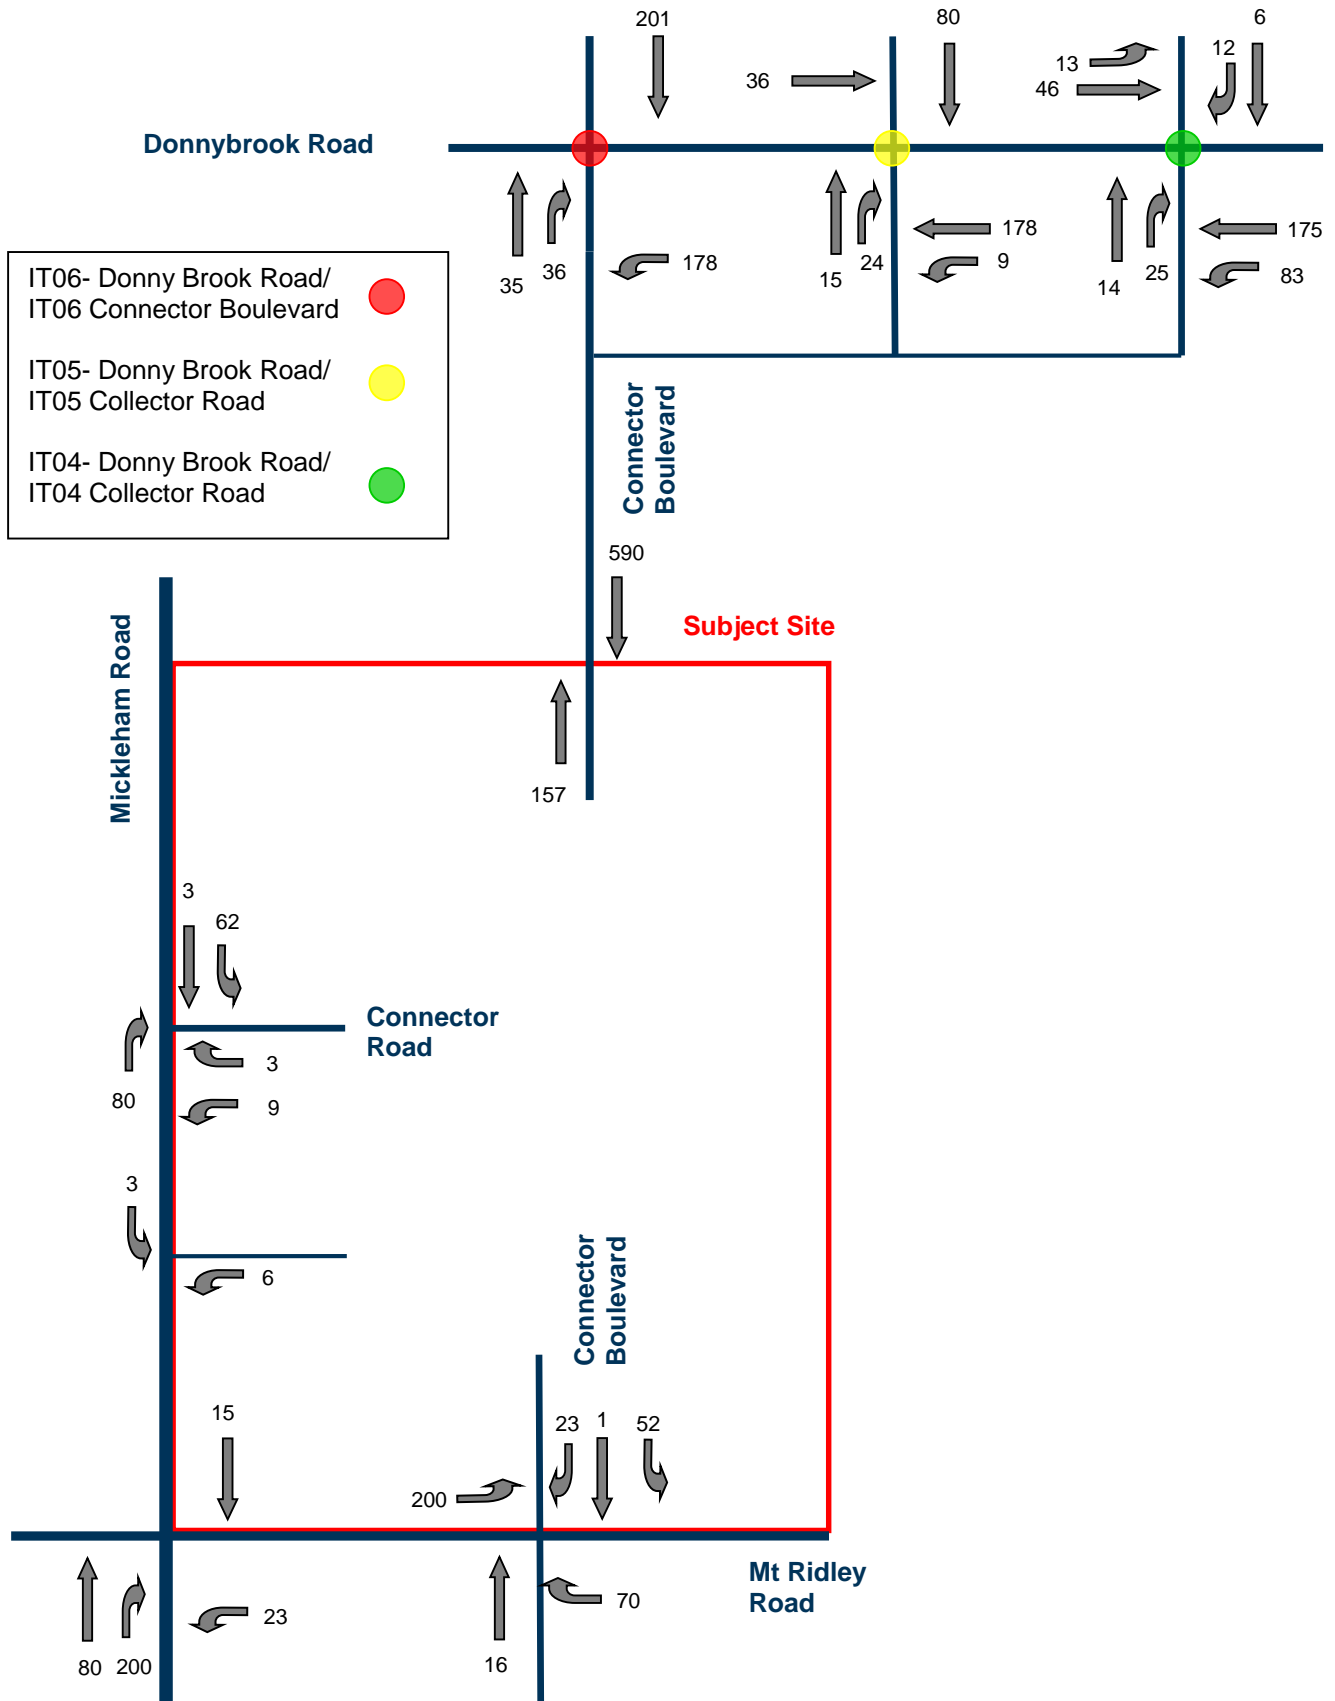 201
80
6
12
13
36
46
Donnybrook Road
178
175
178
9
83
35
36
15
24
14
25
IT06- Donny Brook Road/
IT06 Connector Boulevard
IT05- Donny Brook Road/
IT05 Collector Road
IT04- Donny Brook Road/
IT04 Collector Road
Connector
Boulevard
590
Subject Site
Mickleham Road
157
3
62
Connector
Road
3
80
9
3
6
Connector
Boulevard
15
23
1
52
200
Mt Ridley
Road
70
23
80
200
16